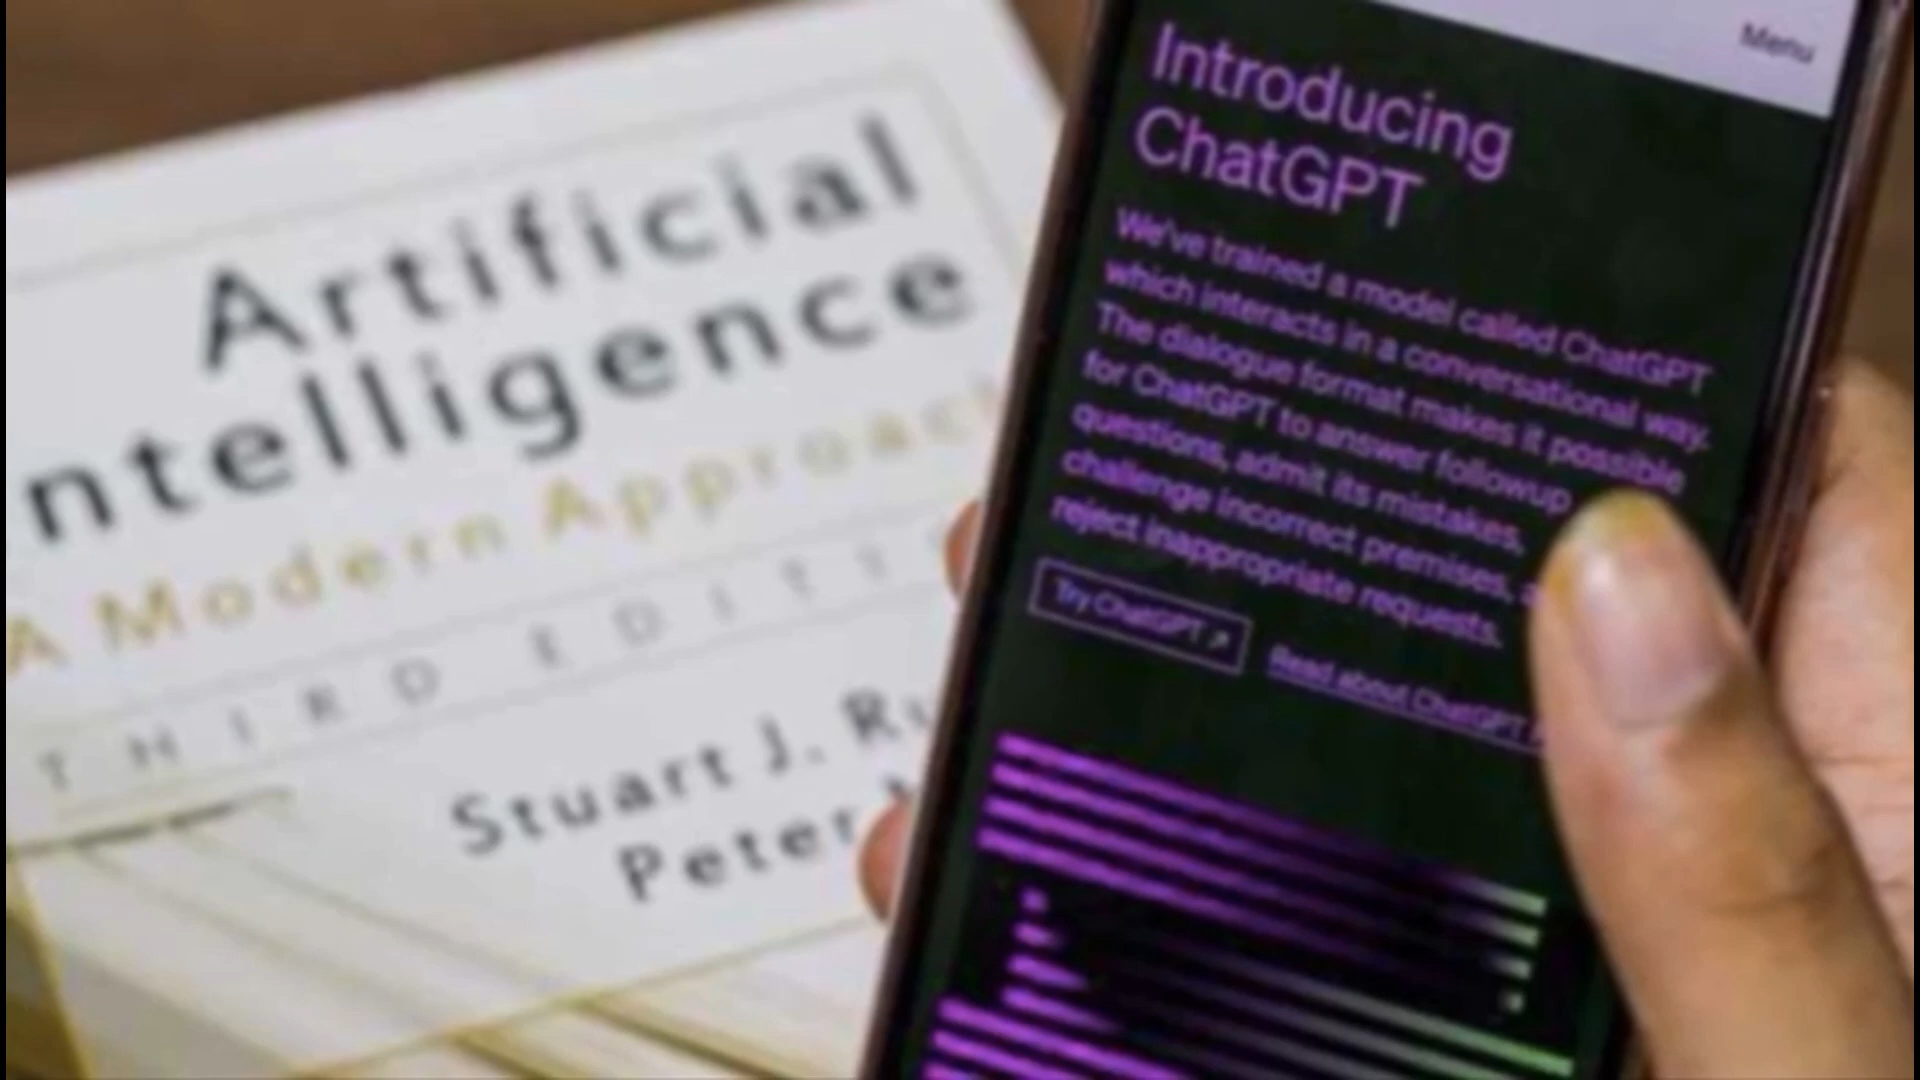 Artificial
ntelligence
A Modern Approach
THIRD EDITI
Stuart J. Ru
Peter
Menu
Introducing
ChatGPT
We've trained a model called ChatGPT
which interacts in a conversational way.
The dialogue format makes it possible
for ChatGPT to answer followup
questions, admit its mistakes,
challenge incorrect premises, a
reject inappropriate requests.
Try ChatGPT ↗
Read about ChatGPT